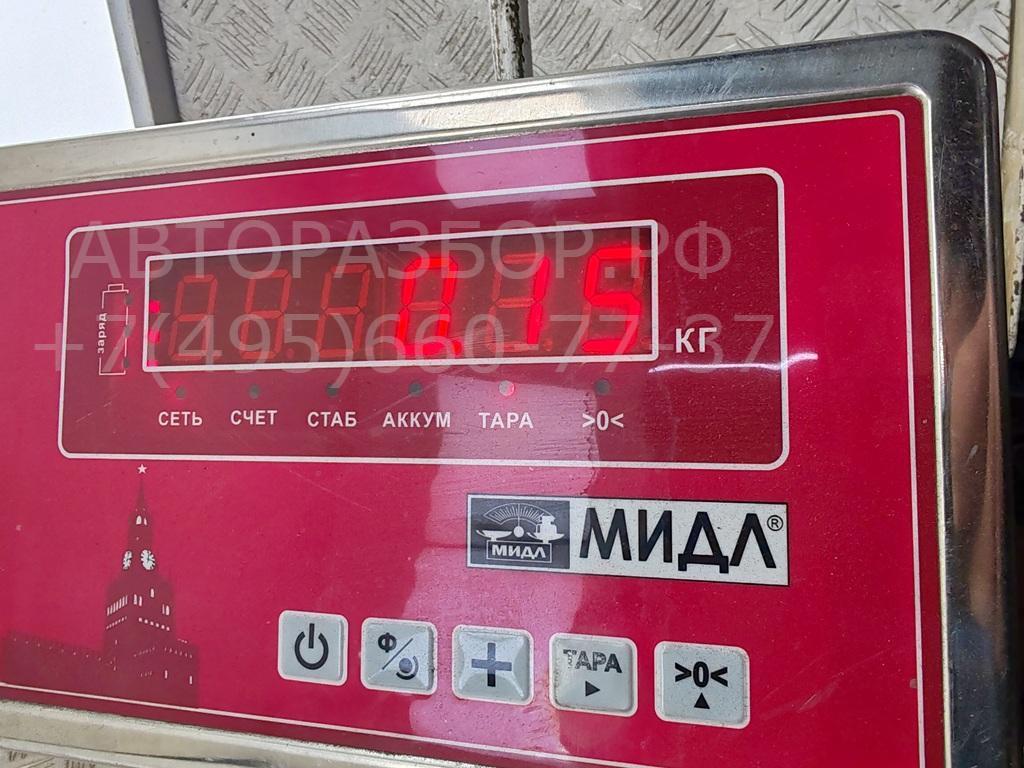 АВТОРАЗБОР.РФ
+7(495)660-77-37
заряд
0.15
КГ
СЕТЬ СЧЕТ СТАБ АККУМ ТАРА >0<
МИДЛ МИДЛ®
Ф ТАРА >0<